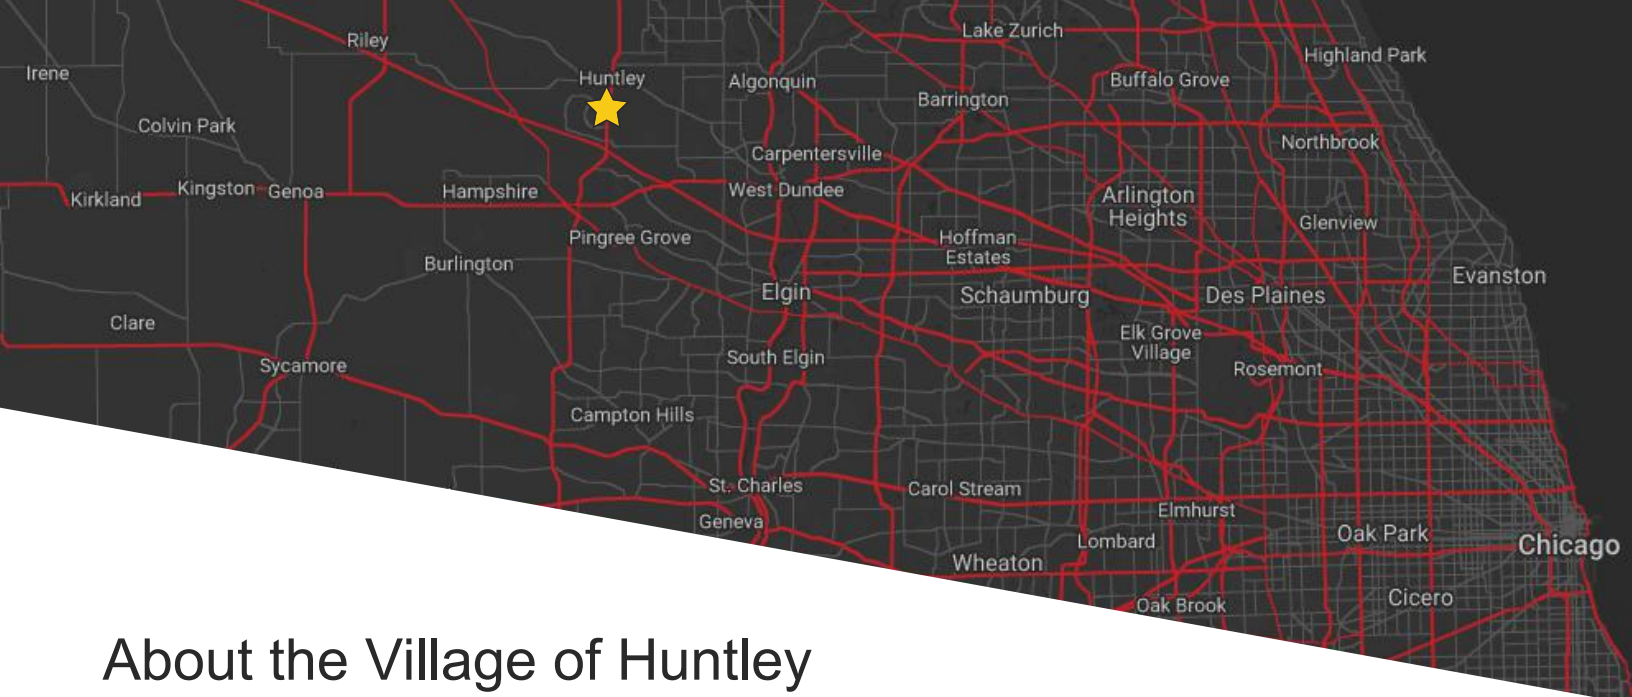 Lake Zurich
Riley
Highland Park
Irene
Huntley
Algonquin
Buffalo Grove
Barrington
Colvin Park
Northbrook
Carpentersville
Kirkland
Kingston
Genoa
Hampshire
West Dundee
Arlington
Heights
Glenview
Pingree Grove
Hoffman
Estates
Burlington
Evanston
Elgin
Schaumburg
Des Plaines
Clare
Elk Grove
Village
South Elgin
Sycamore
Rosemont
Campton Hills
St. Charles
Carol Stream
Geneva
Elmhurst
Lombard
Oak Park
Chicago
Wheaton
Oak Brook
Cicero
About the Village of Huntley